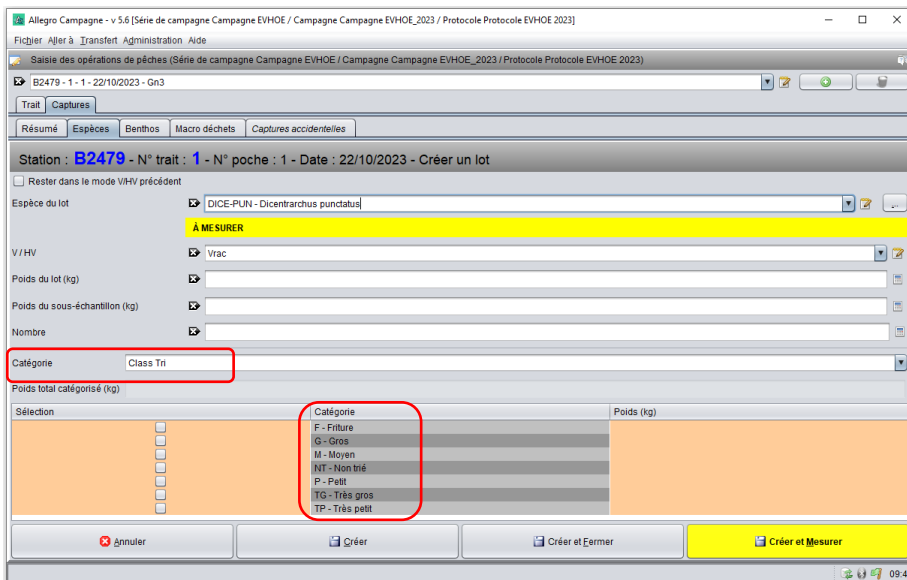 Allegro Campagne - v 5.6 [Série de campagne Campagne EVHOE / Campagne Campagne EVHOE_2023 / Protocole Protocole EVHOE 2023]
Fichier Aller à Transfert Administration Aide
Saisie des opérations de pêches (Série de campagne Campagne EVHOE / Campagne Campagne EVHOE_2023 / Protocole Protocole EVHOE 2023)
B2479 - 1 - 1 - 22/10/2023 - Gn3
Trait Captures
Résumé Espèces Benthos Macro déchets Captures accidentelles
Station : B2479 - N° trait : 1 - N° poche : 1 - Date : 22/10/2023 - Créer un lot
Rester dans le mode V/HV précédent
Espèce du lot DICE-PUN - Dicentrarchus punctatus ...
À MESURER
V / HV Vrac
Poids du lot (kg)
Poids du sous-échantillon (kg)
Nombre
Catégorie Class Tri
Poids total catégorisé (kg)
Sélection Catégorie Poids (kg)
F - Friture
G - Gros
M - Moyen
NT - Non trié
P - Petit
TG - Très gros
TP - Très petit
Annuler Créer Créer et Fermer Créer et Mesurer
09:4